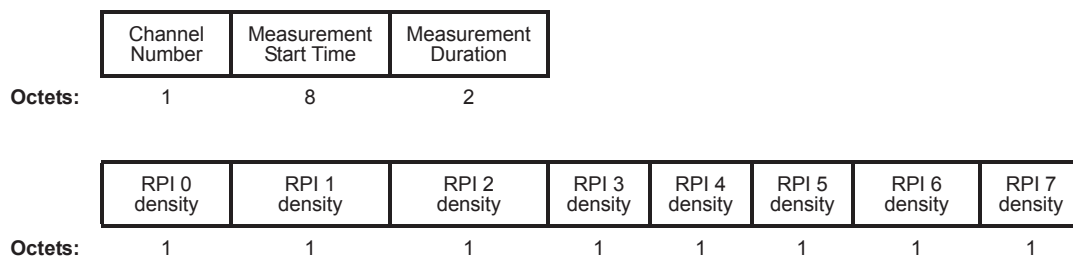 Channel Number Measurement Start Time Measurement Duration
Octets: 1 8 2
RPI 0 density RPI 1 density RPI 2 density RPI 3 density RPI 4 density RPI 5 density RPI 6 density RPI 7 density
Octets: 1 1 1 1 1 1 1 1